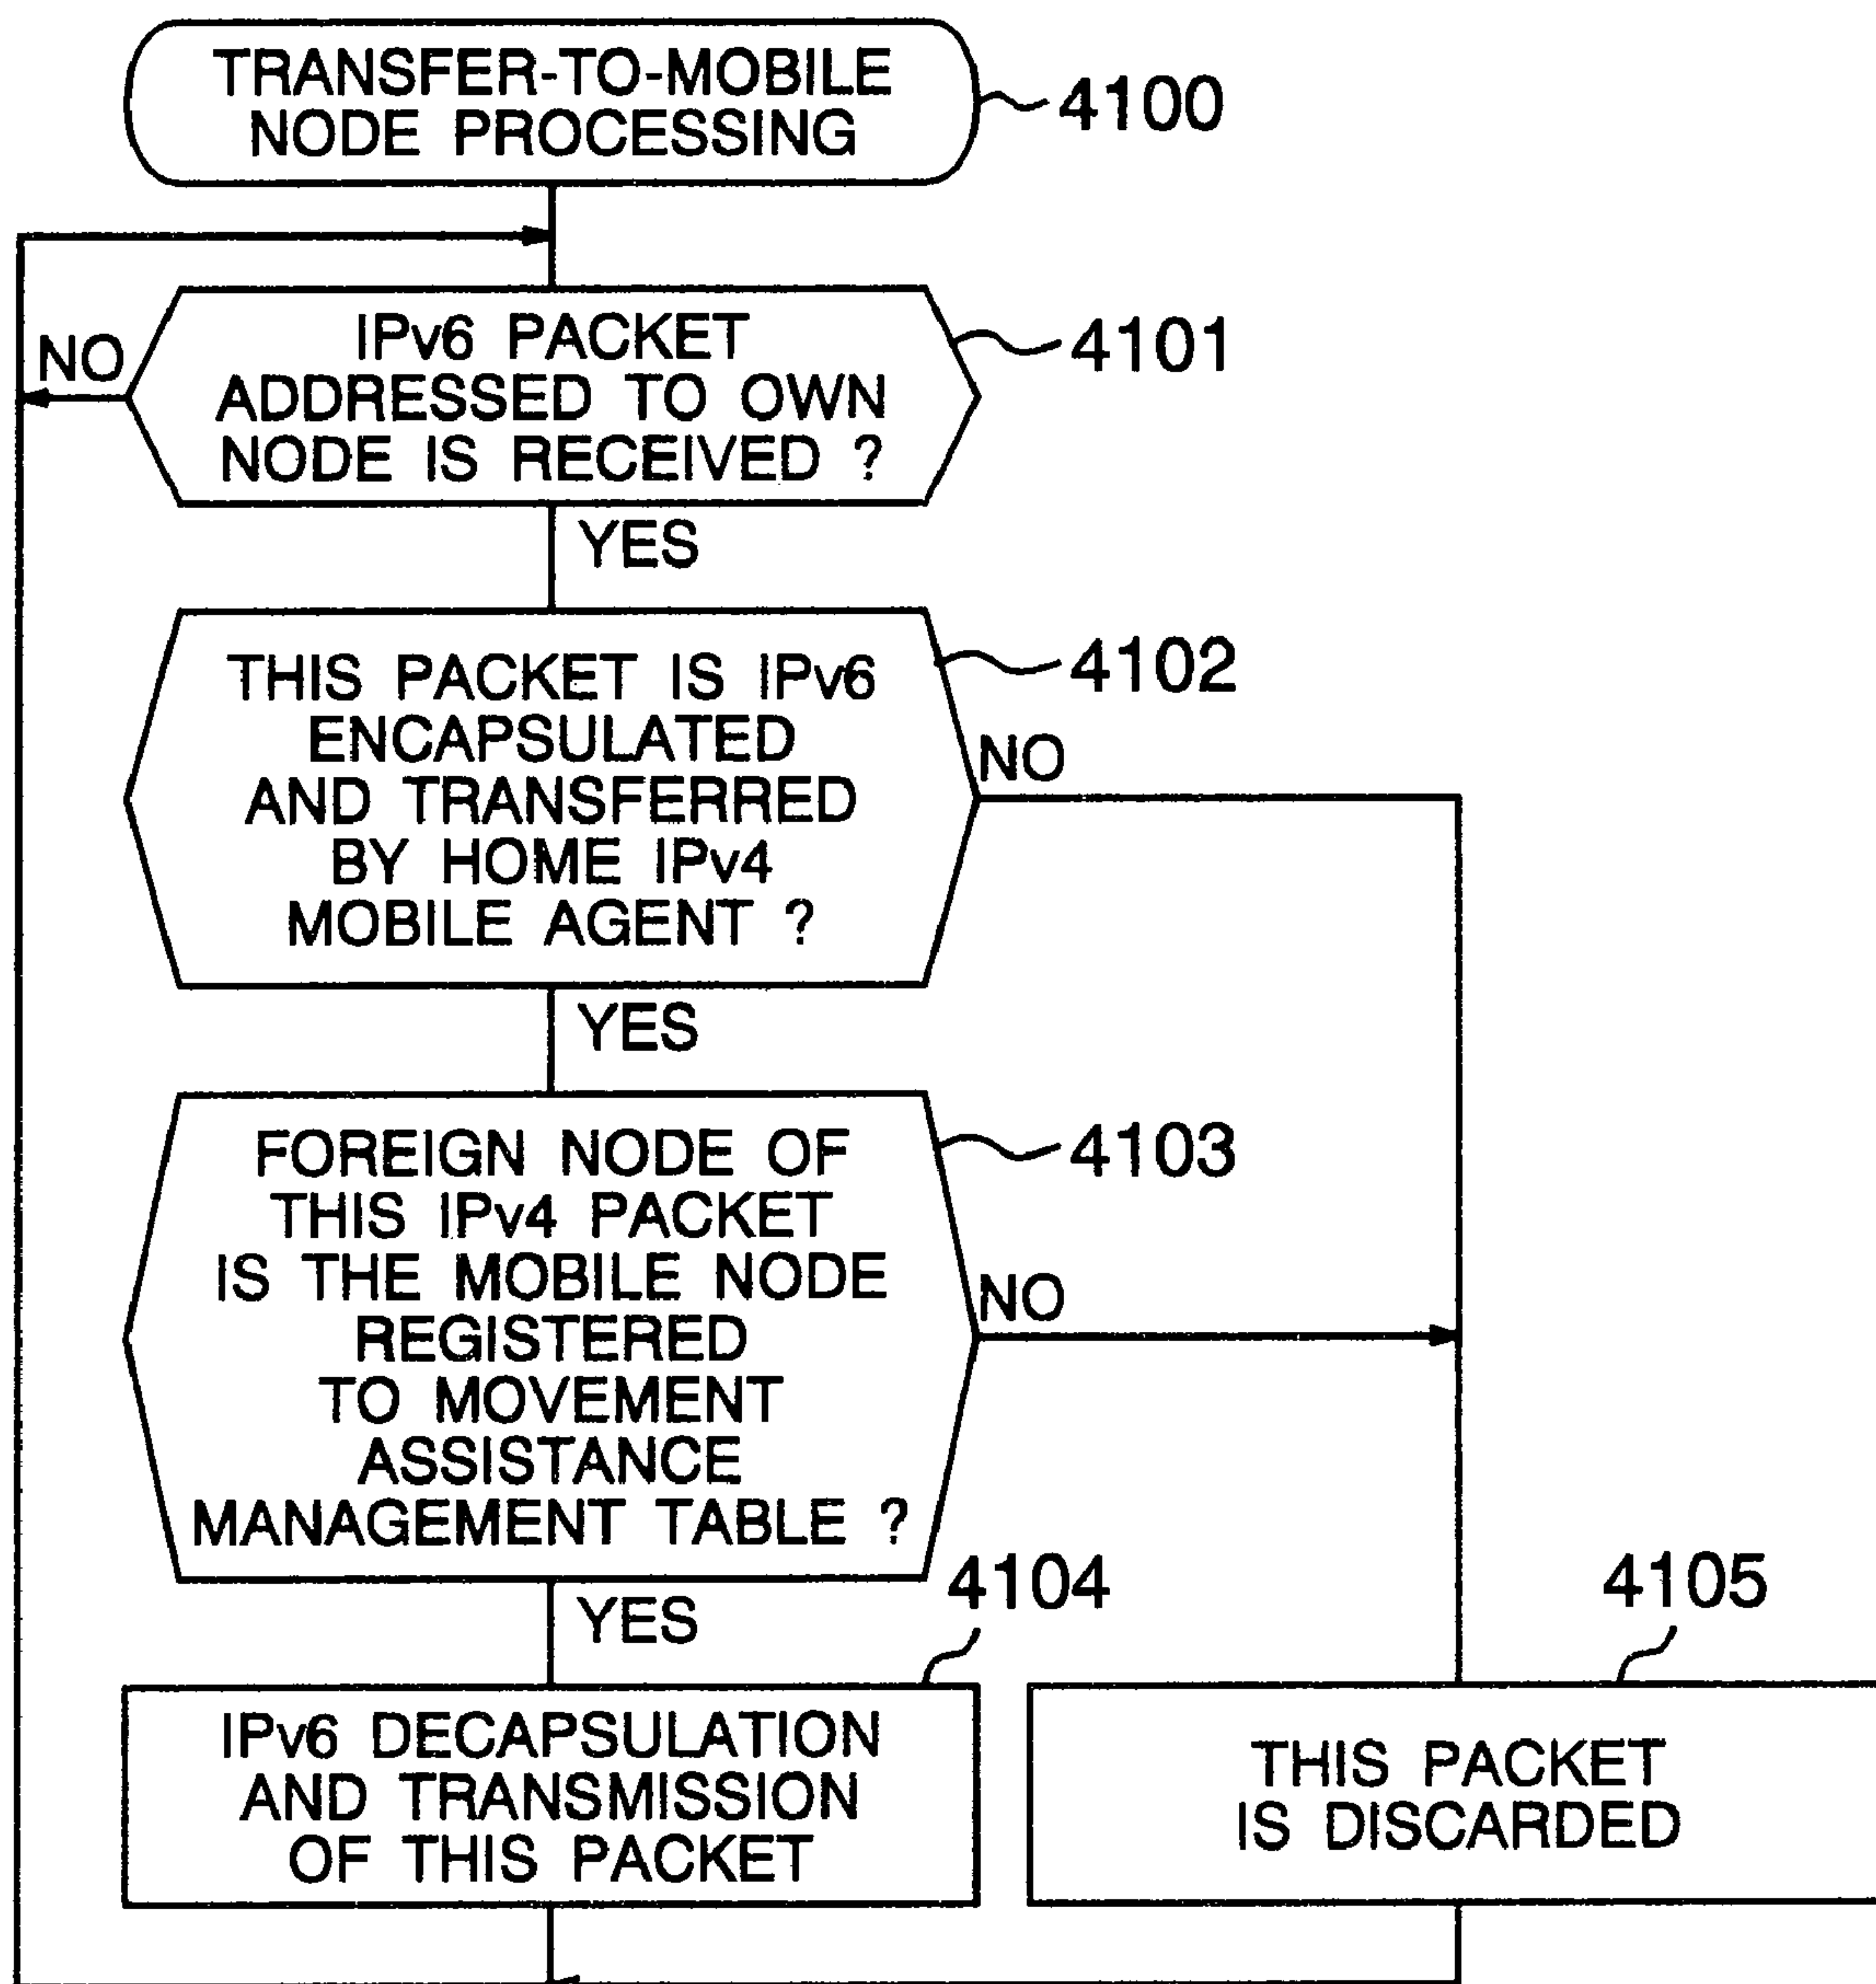 TRANSFER-TO-MOBILE
NODE PROCESSING
4100
IPv6 PACKET
ADDRESSED TO OWN
NODE IS RECEIVED ?
4101
NO
YES
THIS PACKET IS IPv6
ENCAPSULATED
AND TRANSFERRED
BY HOME IPv4
MOBILE AGENT ?
4102
NO
YES
FOREIGN NODE OF
THIS IPv4 PACKET
IS THE MOBILE NODE
REGISTERED
TO MOVEMENT
ASSISTANCE
MANAGEMENT TABLE ?
4103
NO
YES
4104
IPv6 DECAPSULATION
AND TRANSMISSION
OF THIS PACKET
4105
THIS PACKET
IS DISCARDED